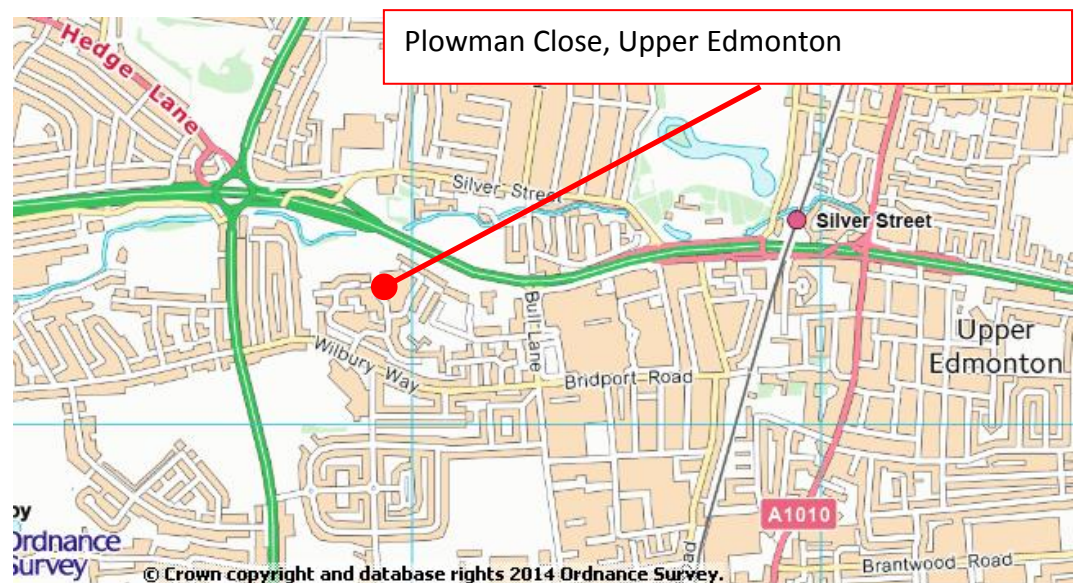 Plowman Close, Upper Edmonton
Hedge Lane
Silver Street
Silver Street
Bull Lane
Upper
Edmonton
Wilbury Way
Bridport Road
A1010
by
Ordnance
Survey
© Crown copyright and database rights 2014 Ordnance Survey.
Brantwood Road